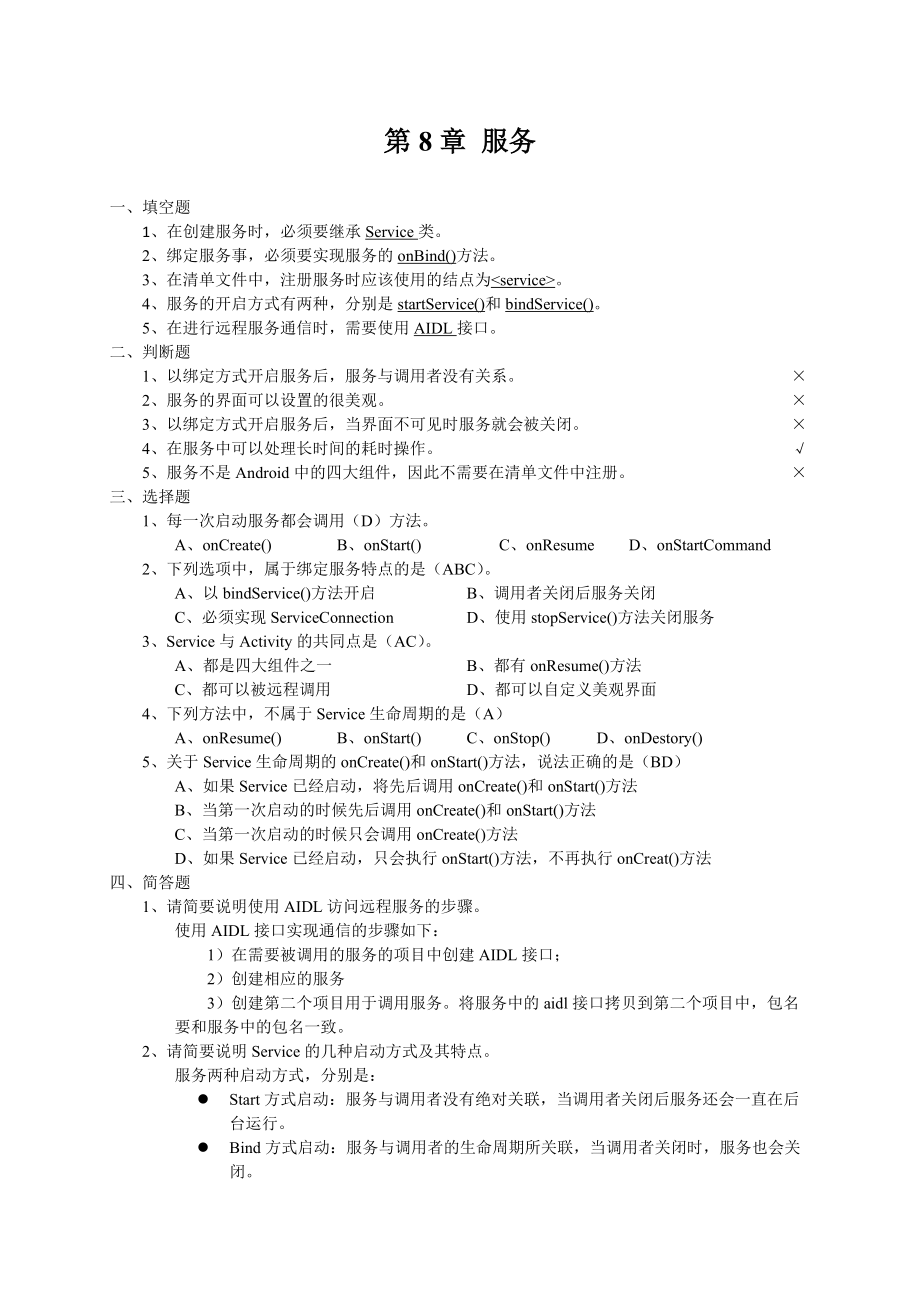 第 8 章 服务
一、填空题
1、在创建服务时，必须要继承 Service 类。
2、绑定服务事，必须要实现服务的 onBind()方法。
3、在清单文件中，注册服务时应该使用的结点为<service>。
4、服务的开启方式有两种，分别是 startService()和 bindService()。
5、在进行远程服务通信时，需要使用 AIDL 接口。
二、判断题
1、以绑定方式开启服务后，服务与调用者没有关系。 ×
2、服务的界面可以设置的很美观。 ×
3、以绑定方式开启服务后，当界面不可见时服务就会被关闭。 ×
4、在服务中可以处理长时间的耗时操作。 √
5、服务不是 Android 中的四大组件，因此不需要在清单文件中注册。 ×
三、选择题
1、每一次启动服务都会调用（D）方法。
A、onCreate() B、onStart() C、onResume D、onStartCommand
2、下列选项中，属于绑定服务特点的是（ABC）。
A、以 bindService()方法开启 B、调用者关闭后服务关闭
C、必须实现 ServiceConnection D、使用 stopService()方法关闭服务
3、Service 与 Activity 的共同点是（AC）。
A、都是四大组件之一 B、都有 onResume()方法
C、都可以被远程调用 D、都可以自定义美观界面
4、下列方法中，不属于 Service 生命周期的是（A）
A、onResume() B、onStart() C、onStop() D、onDestory()
5、关于 Service 生命周期的 onCreate()和 onStart()方法，说法正确的是（BD）
A、如果 Service 已经启动，将先后调用 onCreate()和 onStart()方法
B、当第一次启动的时候先后调用 onCreate()和 onStart()方法
C、当第一次启动的时候只会调用 onCreate()方法
D、如果 Service 已经启动，只会执行 onStart()方法，不再执行 onCreat()方法
四、简答题
1、请简要说明使用 AIDL 访问远程服务的步骤。
使用 AIDL 接口实现通信的步骤如下：
1）在需要被调用的服务的项目中创建 AIDL 接口；
2）创建相应的服务
3）创建第二个项目用于调用服务。将服务中的 aidl 接口拷贝到第二个项目中，包名
要和服务中的包名一致。
2、请简要说明 Service 的几种启动方式及其特点。
服务两种启动方式，分别是：
● Start 方式启动：服务与调用者没有绝对关联，当调用者关闭后服务还会一直在后
台运行。
● Bind 方式启动：服务与调用者的生命周期所关联，当调用者关闭时，服务也会关
闭。